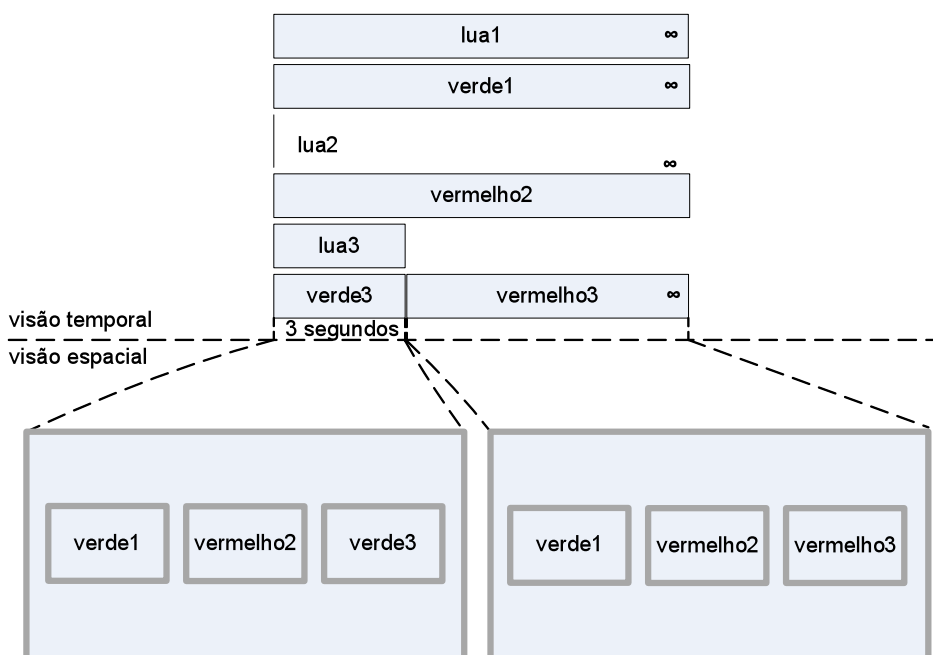 lua1 ∞
verde1 ∞
lua2
∞
vermelho2
lua3
verde3 vermelho3 ∞
visão temporal 3 segundos
visão espacial
verde1 vermelho2 verde3 verde1 vermelho2 vermelho3